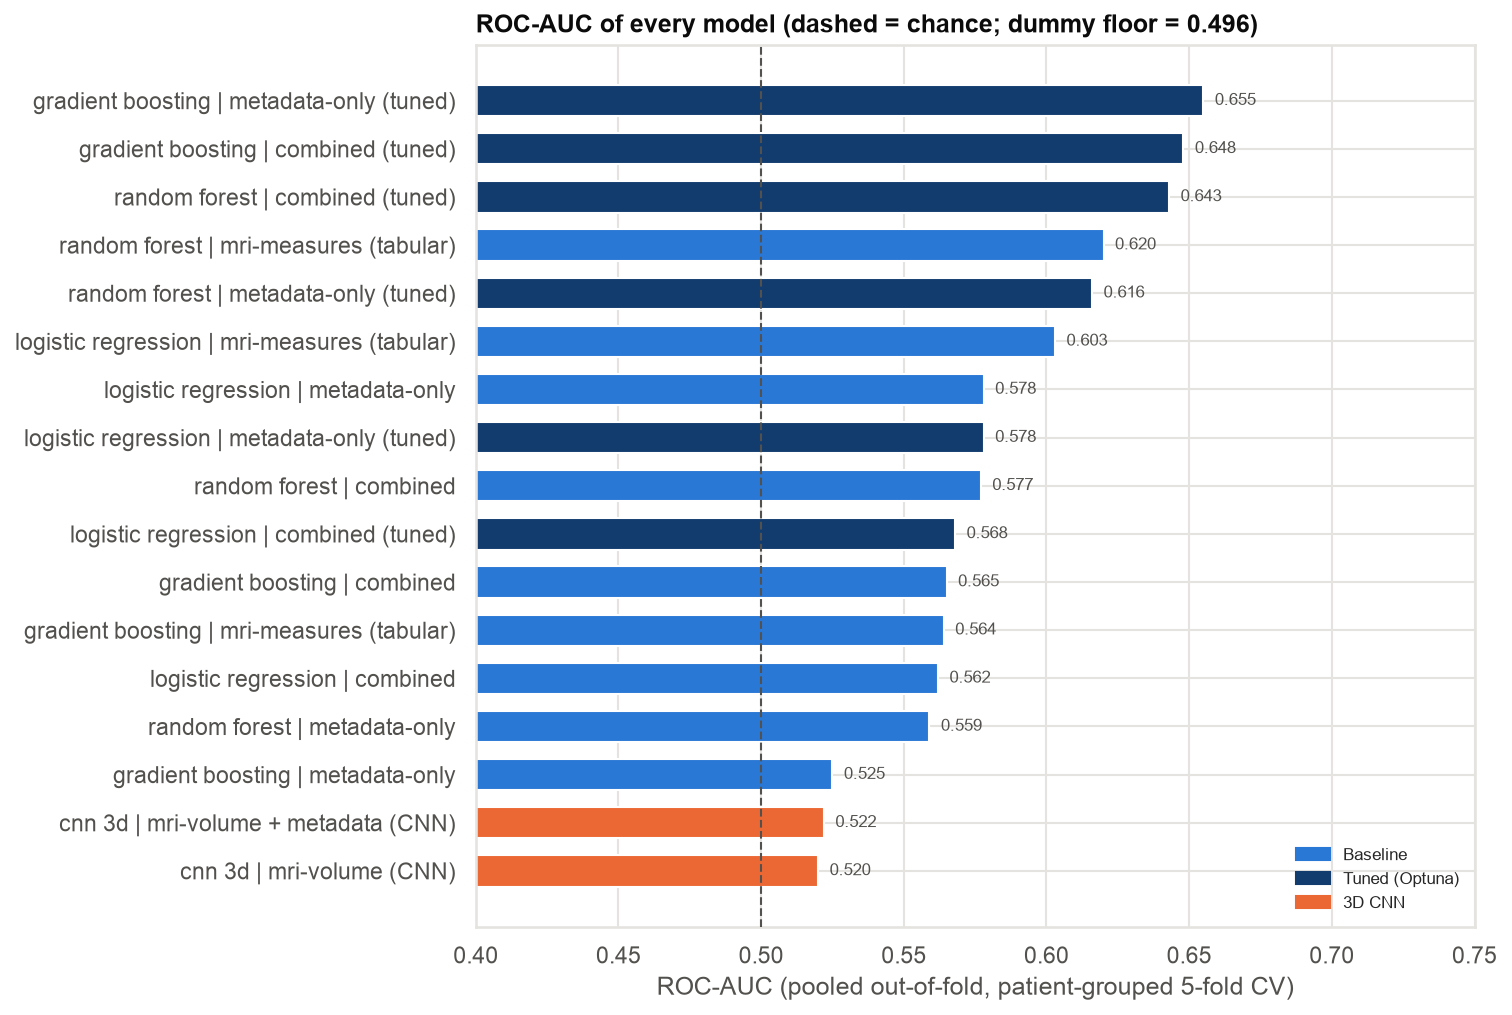 ROC-AUC of every model (dashed = chance; dummy floor = 0.496)
gradient boosting | metadata-only (tuned) 0.655
gradient boosting | combined (tuned) 0.648
random forest | combined (tuned) 0.643
random forest | mri-measures (tabular) 0.620
random forest | metadata-only (tuned) 0.616
logistic regression | mri-measures (tabular) 0.603
logistic regression | metadata-only 0.578
logistic regression | metadata-only (tuned) 0.578
random forest | combined 0.577
logistic regression | combined (tuned) 0.568
gradient boosting | combined 0.565
gradient boosting | mri-measures (tabular) 0.564
logistic regression | combined 0.562
random forest | metadata-only 0.559
gradient boosting | metadata-only 0.525
cnn 3d | mri-volume + metadata (CNN) 0.522
cnn 3d | mri-volume (CNN) 0.520
Baseline
Tuned (Optuna)
3D CNN
0.40 0.45 0.50 0.55 0.60 0.65 0.70 0.75
ROC-AUC (pooled out-of-fold, patient-grouped 5-fold CV)